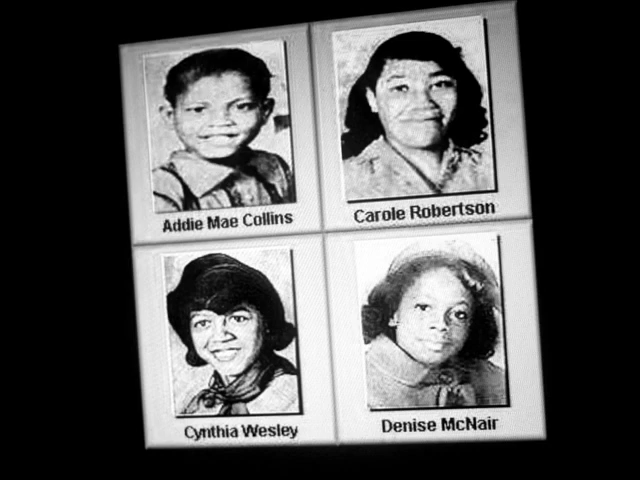 Addie Mae Collins
Carole Robertson
Cynthia Wesley
Denise McNair